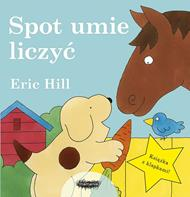 Spot umie
liczyć
Eric Hill
Książka
z klapkami!